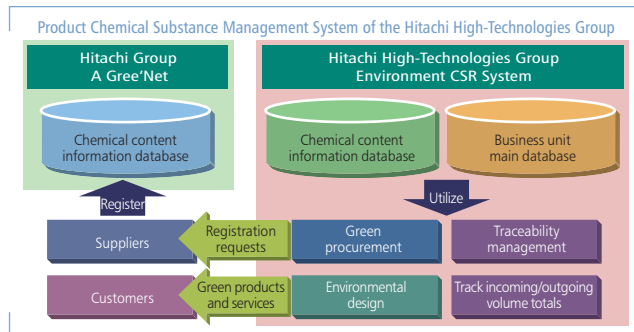 Product Chemical Substance Management System of the Hitachi High-Technologies Group
Hitachi Group
A Gree'Net
Hitachi High-Technologies Group
Environment CSR System
Chemical content
information database
Chemical content
information database
Business unit
main database
Register
Utilize
Suppliers
Registration
requests
Green
procurement
Traceability
management
Customers
Green products
and services
Environmental
design
Track incoming/outgoing
volume totals